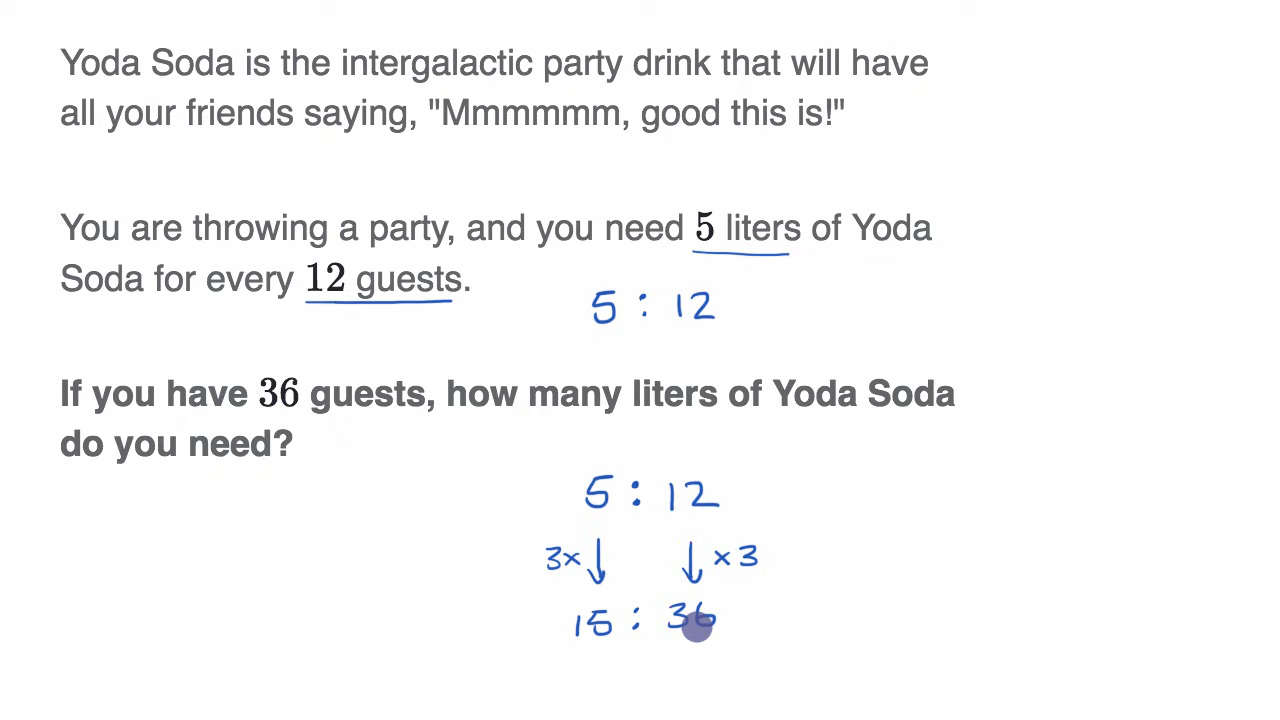 Yoda Soda is the intergalactic party drink that will have
all your friends saying, "Mmmmmm, good this is!"
You are throwing a party, and you need 5 liters of Yoda
Soda for every 12 guests.
5 : 12
If you have 36 guests, how many liters of Yoda Soda
do you need?
5 : 12
3x ↓ ↓ x 3
15 : 36